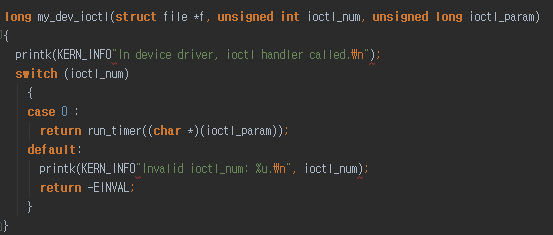 long my_dev_ioctl(struct file *f, unsigned int ioctl_num, unsigned long ioctl_param)
{
printk(KERN_INFO"In device driver, ioctl handler called.₩n");
switch (ioctl_num)
{
case 0 :
return run_timer((char *)(ioctl_param));
default:
printk(KERN_INFO"Invalid ioctl_num: %u.₩n", ioctl_num);
return -EINVAL;
}
}